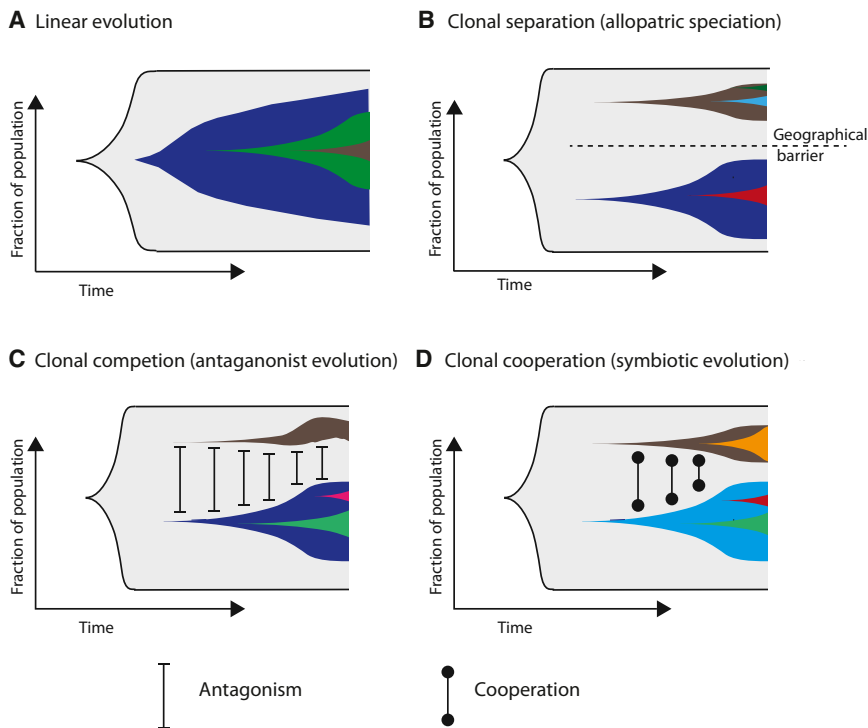 A Linear evolution
Fraction of population
Time
B Clonal separation (allopatric speciation)
Fraction of population
Geographical
barrier
Time
C Clonal competion (antaganonist evolution)
Fraction of population
Time
D Clonal cooperation (symbiotic evolution)
Fraction of population
Time
Antagonism
Cooperation